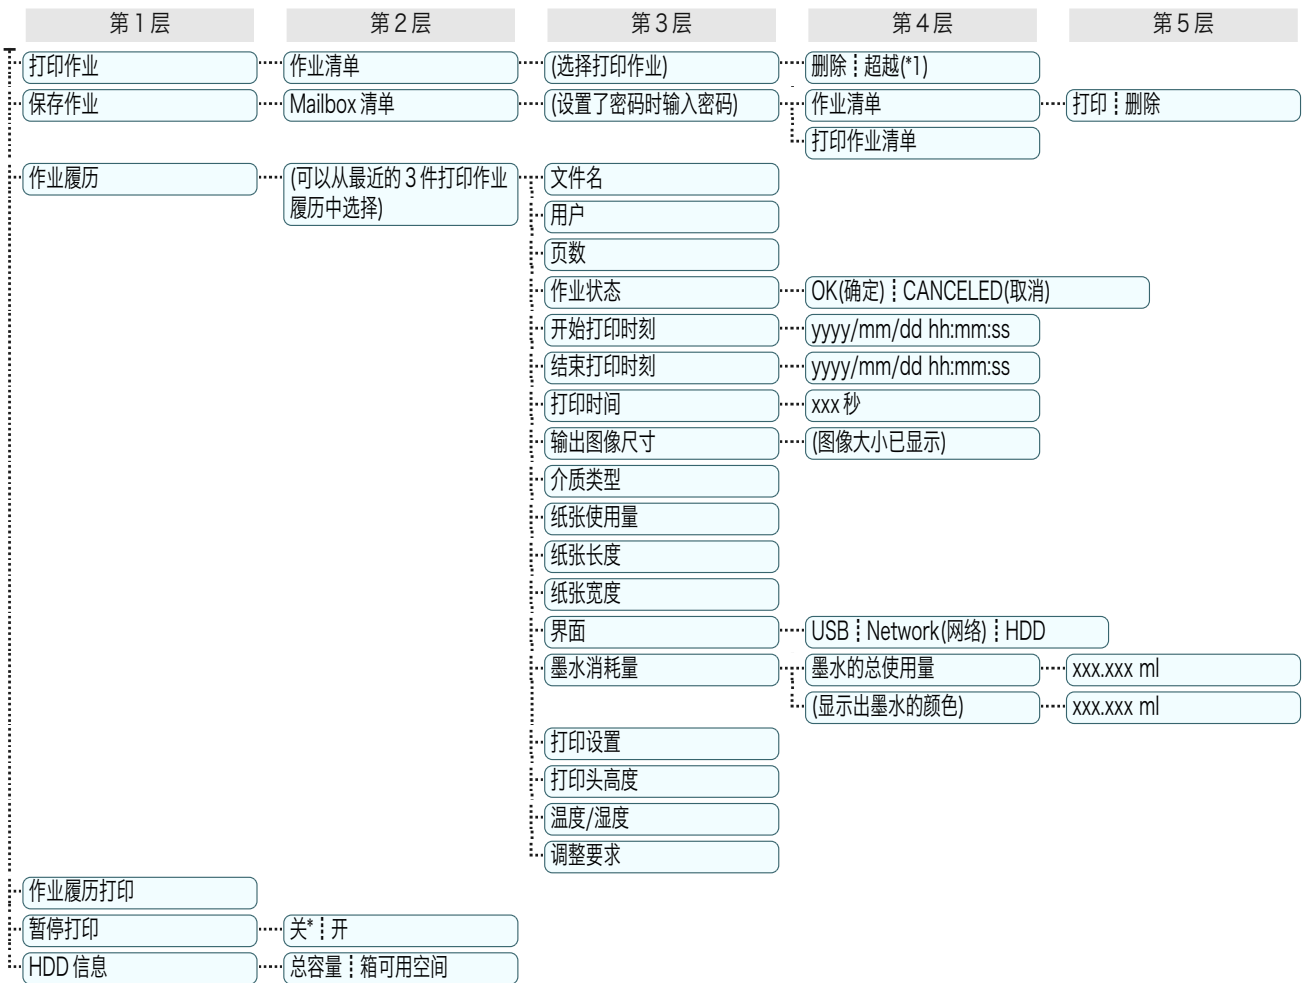 第1层 第2层 第3层 第4层 第5层
打印作业 作业清单 (选择打印作业) 删除┇超越(*1)
保存作业 Mailbox 清单 (设置了密码时输入密码) 作业清单 打印┇删除
打印作业清单
作业履历 (可以从最近的3件打印作业 文件名
履历中选择) 用户
页数
作业状态 OK(确定)┇CANCELED(取消)
开始打印时刻 yyyy/mm/dd hh:mm:ss
结束打印时刻 yyyy/mm/dd hh:mm:ss
打印时间 xxx 秒
输出图像尺寸 (图像大小已显示)
介质类型
纸张使用量
纸张长度
纸张宽度
界面 USB┇Network(网络)┇HDD
墨水消耗量 墨水的总使用量 xxx.xxx ml
(显示出墨水的颜色) xxx.xxx ml
打印设置
打印头高度
温度/湿度
调整要求
作业履历打印
暂停打印 关*┇开
HDD 信息 总容量┇箱可用空间